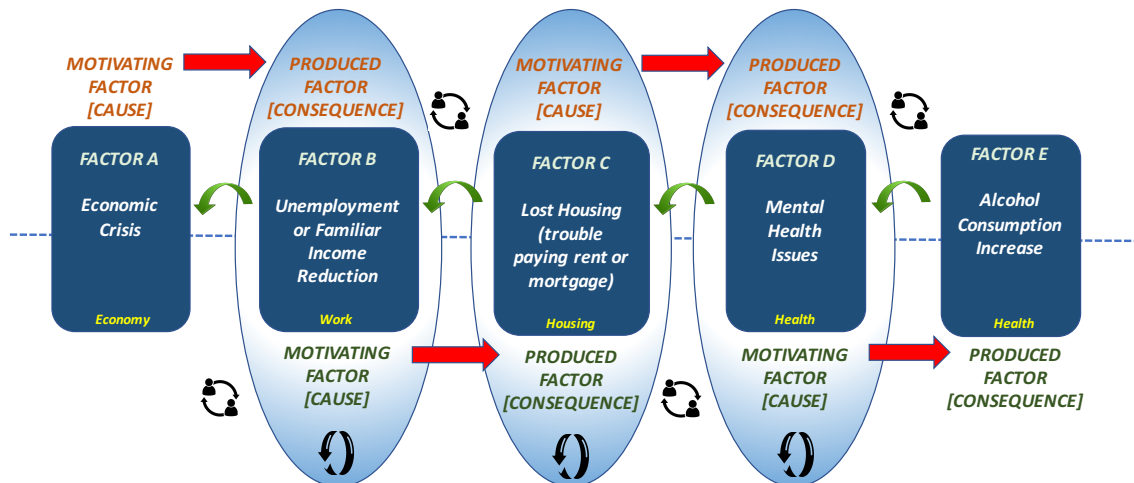 MOTIVATING
FACTOR
[CAUSE]
PRODUCED
FACTOR
[CONSEQUENCE]
MOTIVATING
FACTOR
[CAUSE]
PRODUCED
FACTOR
[CONSEQUENCE]
FACTOR A
Economic
Crisis
Economy
FACTOR B
Unemployment
or Familiar
Income
Reduction
Work
FACTOR C
Lost Housing
(trouble
paying rent or
mortgage)
Housing
FACTOR D
Mental
Health
Issues
Health
FACTOR E
Alcohol
Consumption
Increase
Health
MOTIVATING
FACTOR
[CAUSE]
PRODUCED
FACTOR
[CONSEQUENCE]
MOTIVATING
FACTOR
[CAUSE]
PRODUCED
FACTOR
[CONSEQUENCE]